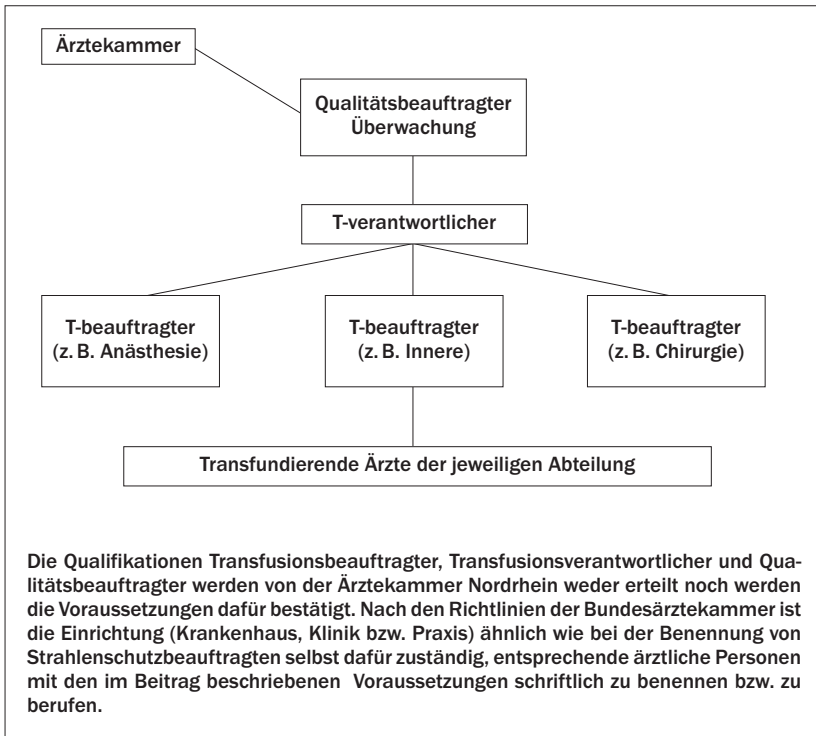 Ärztekammer
Qualitätsbeauftragter
Überwachung
T-verantwortlicher
T-beauftragter
(z. B. Anästhesie)
T-beauftragter
(z. B. Innere)
T-beauftragter
(z. B. Chirurgie)
Transfundierende Ärzte der jeweiligen Abteilung
Die Qualifikationen Transfusionsbeauftragter, Transfusionsverantwortlicher und Qua-
litätsbeauftragter werden von der Ärztekammer Nordrhein weder erteilt noch werden
die Voraussetzungen dafür bestätigt. Nach den Richtlinien der Bundesärztekammer ist
die Einrichtung (Krankenhaus, Klinik bzw. Praxis) ähnlich wie bei der Benennung von
Strahlenschutzbeauftragten selbst dafür zuständig, entsprechende ärztliche Personen
mit den im Beitrag beschriebenen Voraussetzungen schriftlich zu benennen bzw. zu
berufen.